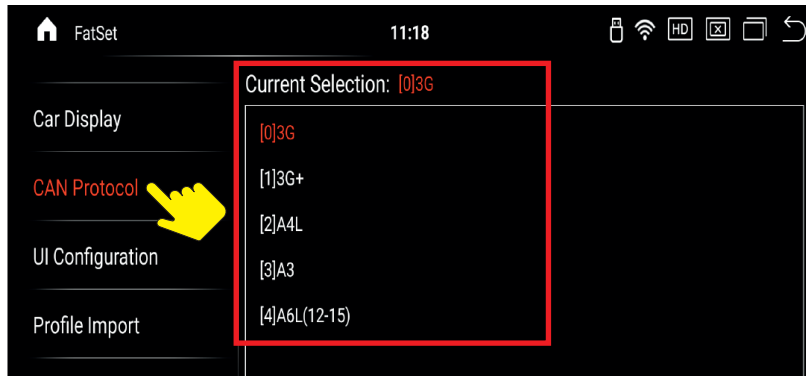 FatSet
11:18
HD
Current Selection: [0]3G
Car Display
CAN Protocol
UI Configuration
Profile Import
[0]3G
[1]3G+
[2]A4L
[3]A3
[4]A6L(12-15)